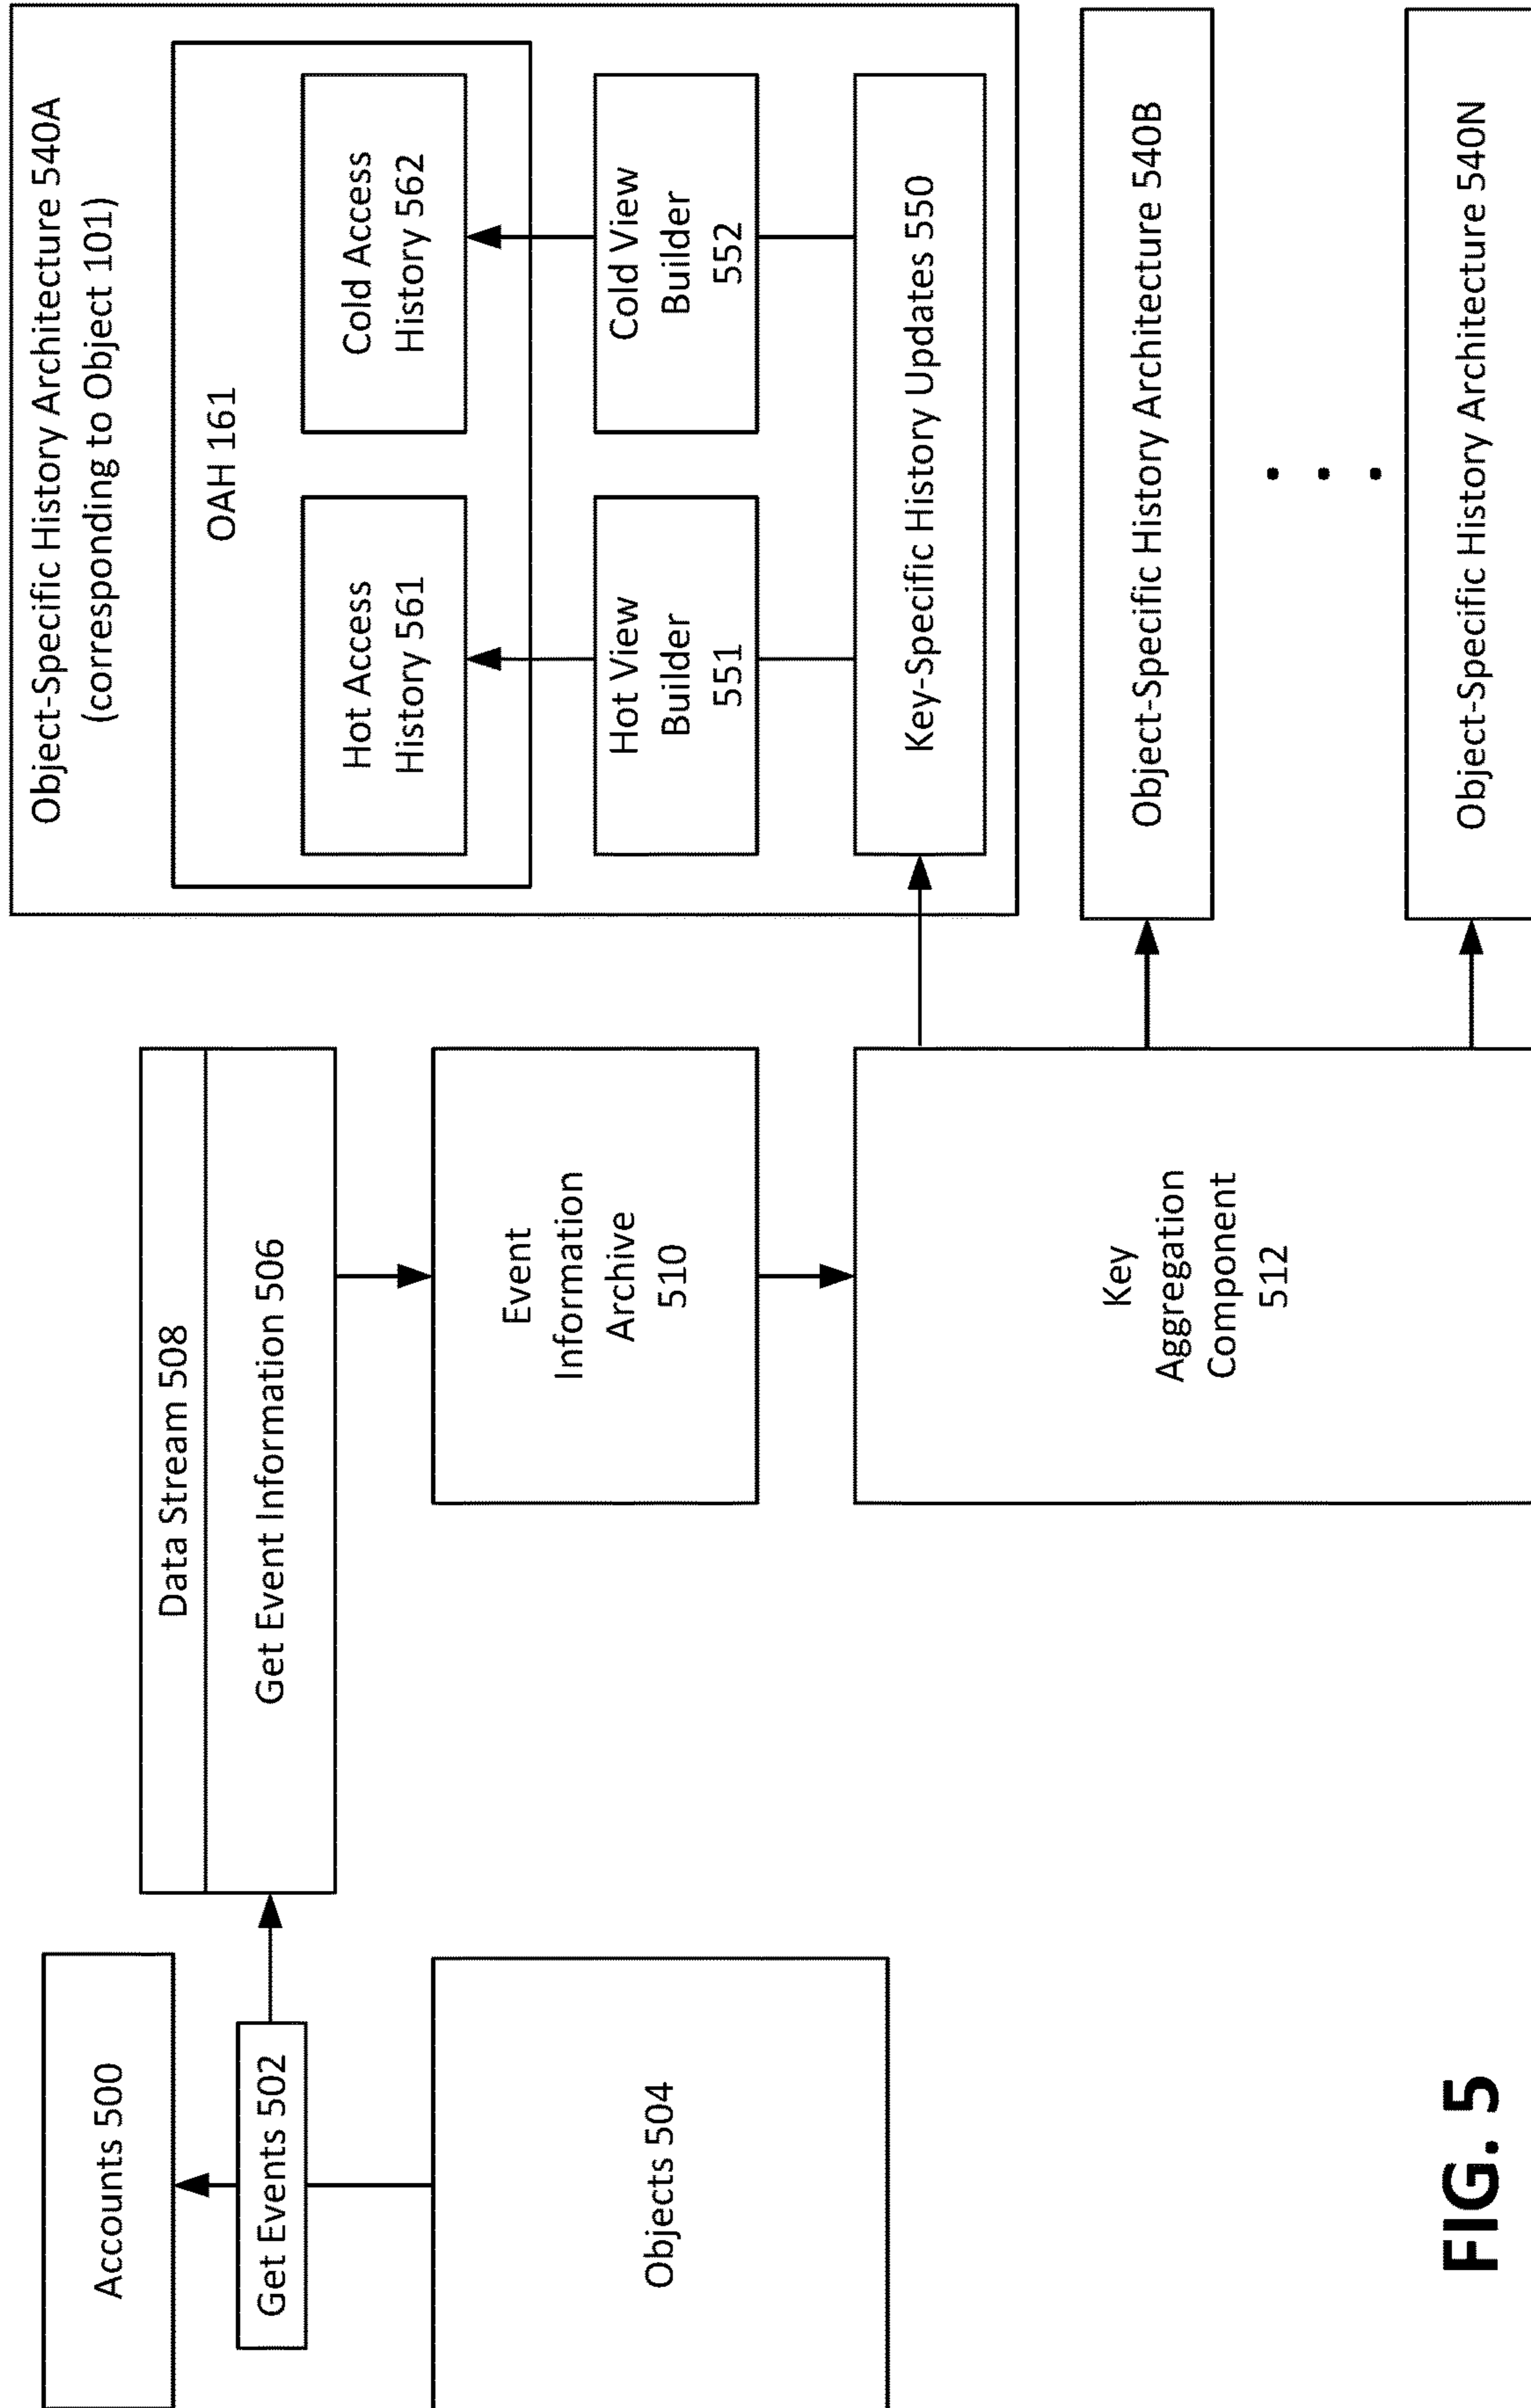 Accounts 500
Get Events 502
Objects 504
Data Stream 508
Get Event Information 506
Event
Information
Archive
510
Key
Aggregation
Component
512
Object-Specific History Architecture 540A
(corresponding to Object 101)
OAH 161
Hot Access
History 561
Cold Access
History 562
Hot View
Builder
551
Cold View
Builder
552
Key-Specific History Updates 550
Object-Specific History Architecture 540B
Object-Specific History Architecture 540N
FIG. 5